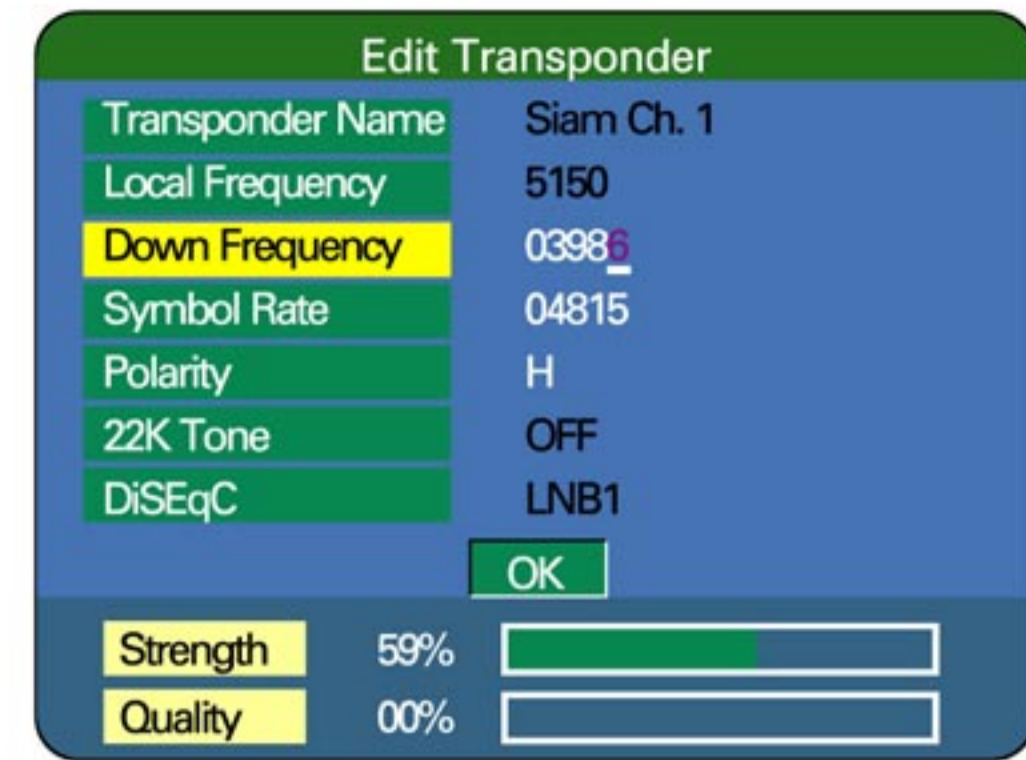 Edit Transponder
Transponder Name Siam Ch. 1
Local Frequency 5150
Down Frequency 03986
Symbol Rate 04815
Polarity H
22K Tone OFF
DiSEqC LNB1
OK
Strength 59%
Quality 00%